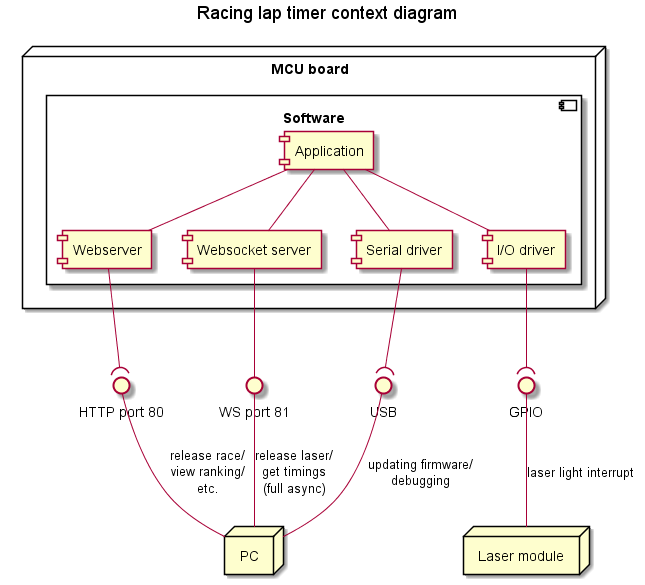 Racing lap timer context diagram
MCU board
Software
Application
Webserver
Websocket server
Serial driver
I/O driver
HTTP port 80
WS port 81
USB
GPIO
release race/
view ranking/
etc.
release laser/
get timings
(full async)
updating firmware/
debugging
laser light interrupt
PC
Laser module